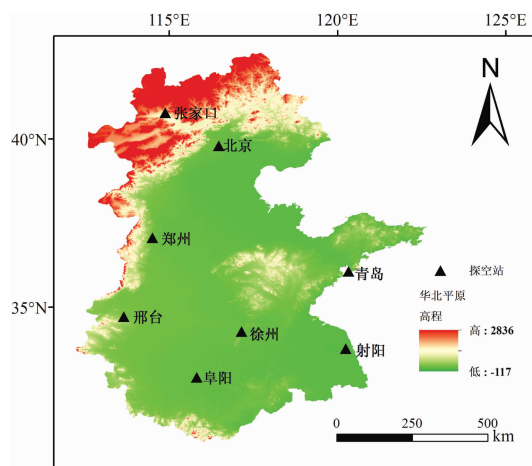 115°E 120°E 125°E
N
张家口
40°N
北京
郑州
青岛
探空站
华北平原
高程
35°N
邢台
徐州
射阳
高:2836
阜阳
低:-117
0 250 500
km